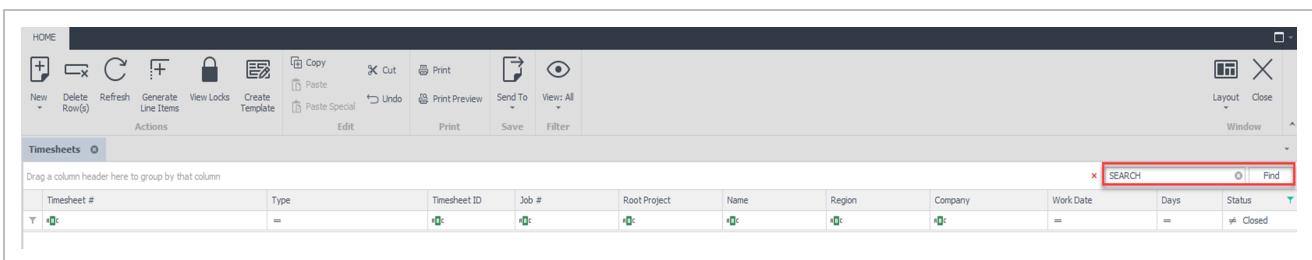 HOME
New Delete Row(s) Refresh Generate Line Items View Locks Create Template Copy Paste Paste Special Cut Undo Print Print Preview Send To View: All Layout Close
Actions Edit Print Save Filter Window
Timesheets
Drag a column header here to group by that column SEARCH Find
Timesheet # Type Timesheet ID Job # Root Project Name Region Company Work Date Days Status
= = = ≠ Closed